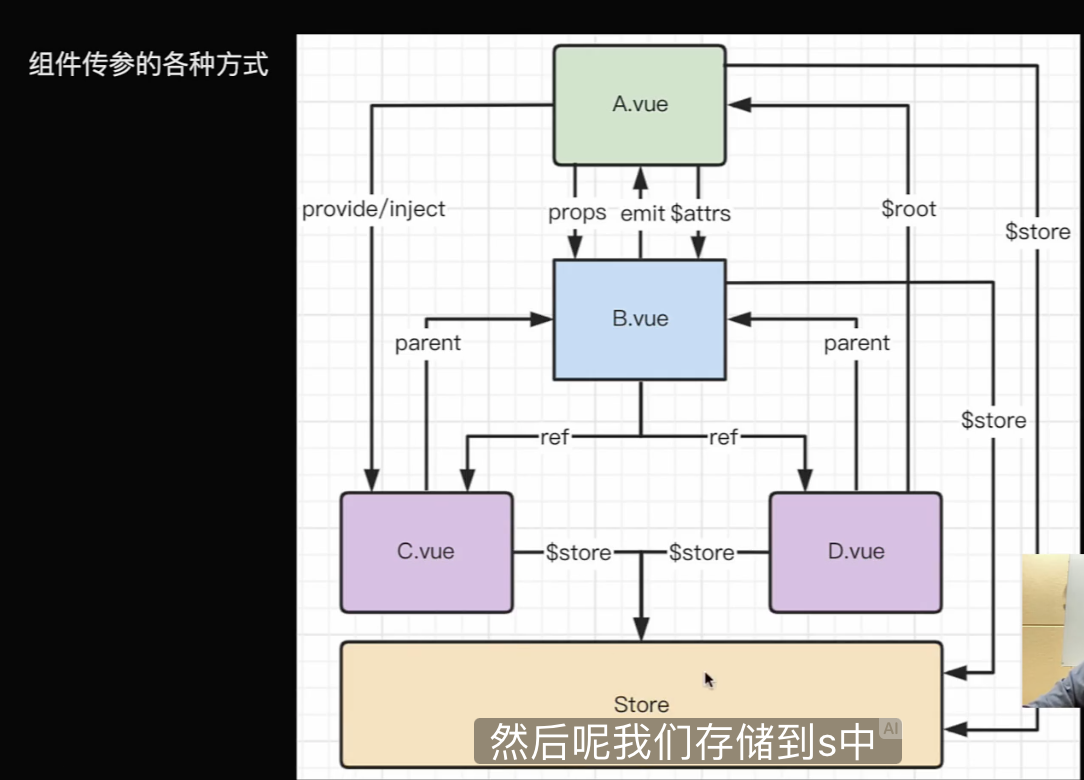 组件传参的各种方式
A.vue
provide/inject
props
emit
$attrs
$root
$store
B.vue
parent
parent
$store
ref
ref
C.vue
$store
$store
D.vue
Store
AI
然后呢我们存储到s中